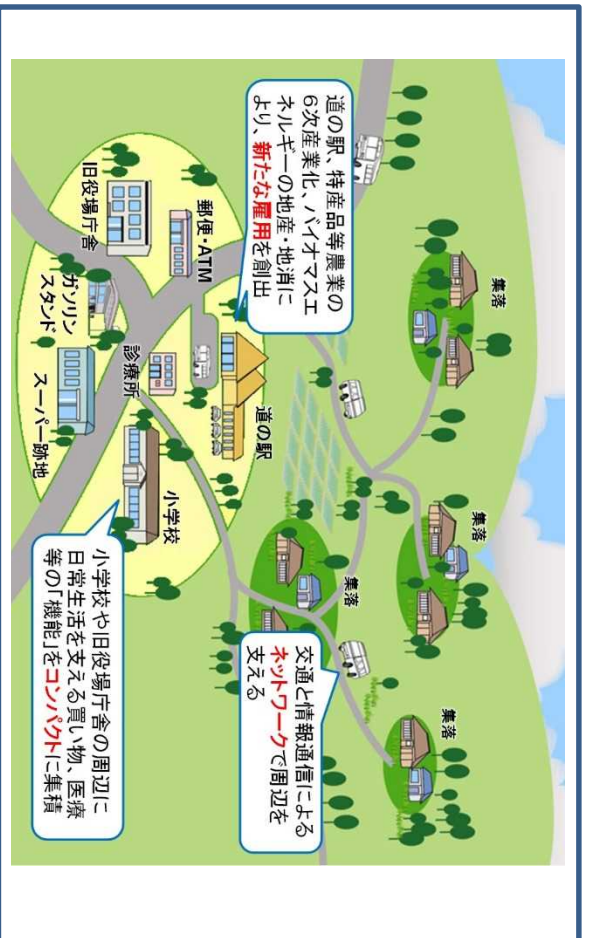 集落
集落
集落
集落
道の駅、特産品等農業の
6次産業化、バイオマスエ
ネルギーの地産・地消に
より、新たな雇用を創出
交通と情報通信による
ネットワークで周辺を
支える
郵便・ATM
旧役場庁舎
道の駅
診療所
ガソリン
スタンド
スーパー跡地
小学校
小学校や旧役場庁舎の周辺に
日常生活を支える買い物、医療
等の「機能」をコンパクトに集積